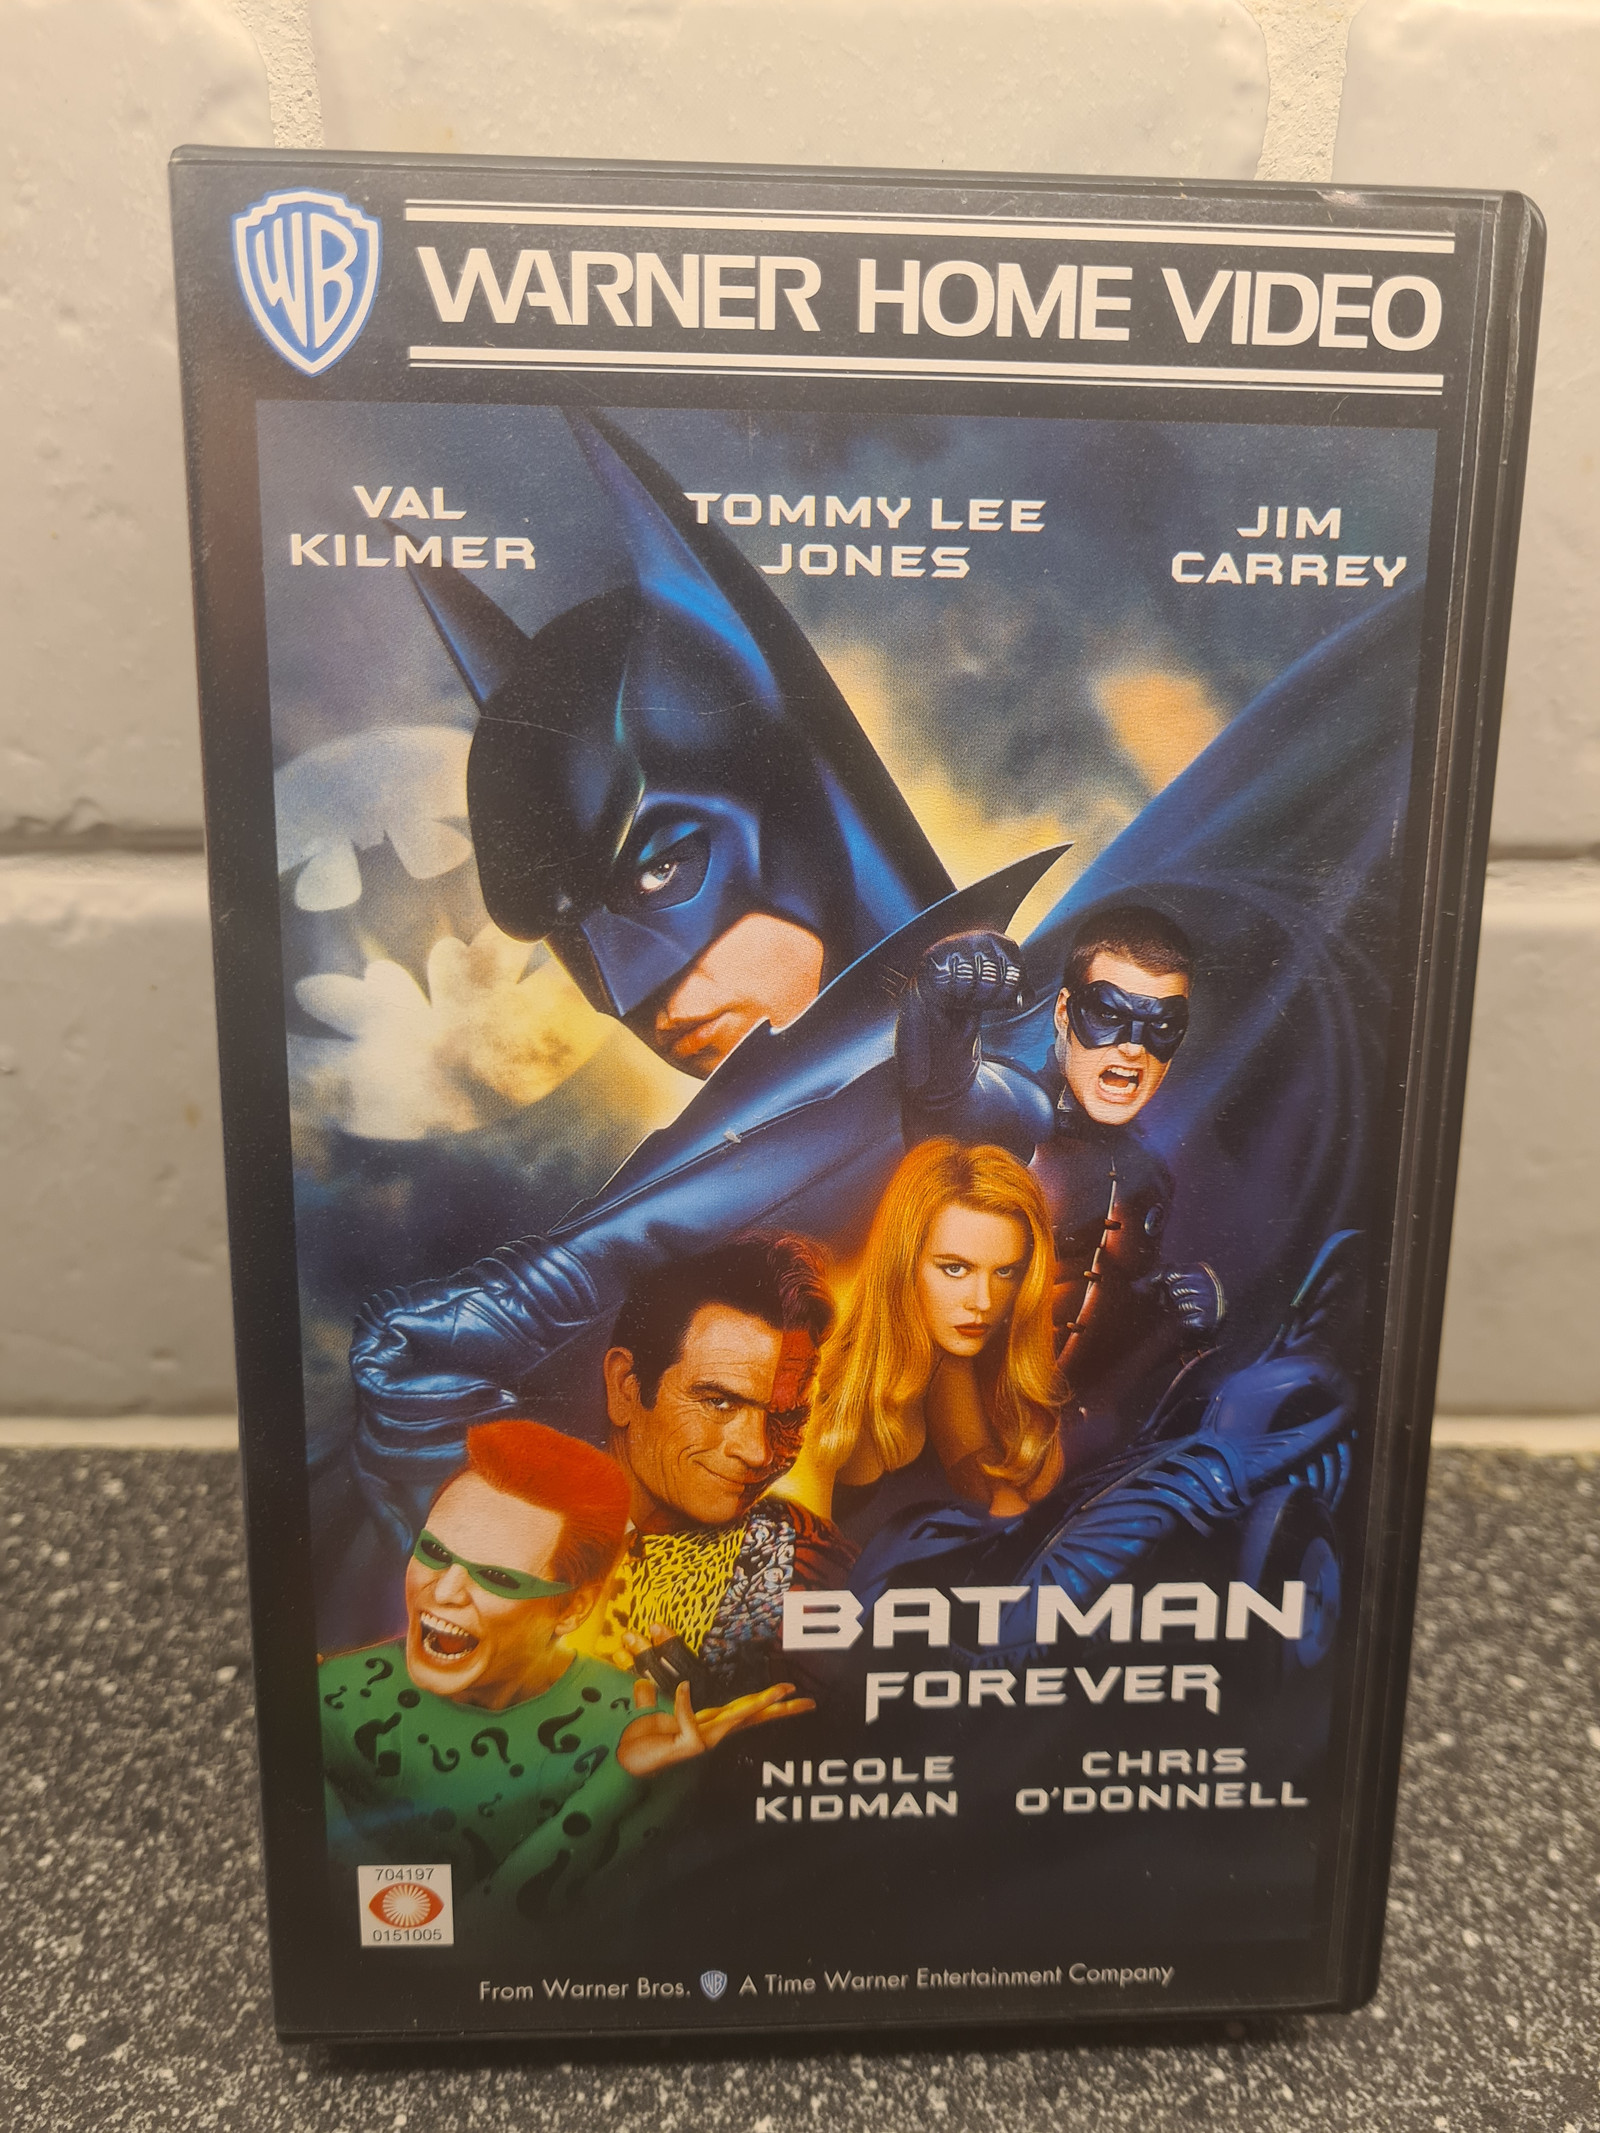 WB
WARNER HOME VIDEO
VAL
KILMER
TOMMY LEE
JONES
JIM
CARREY
BATMAN
FOREVER
NICOLE
KIDMAN
CHRIS
O'DONNELL
704197
0151005
From Warner Bros. WB A Time Warner Entertainment Company